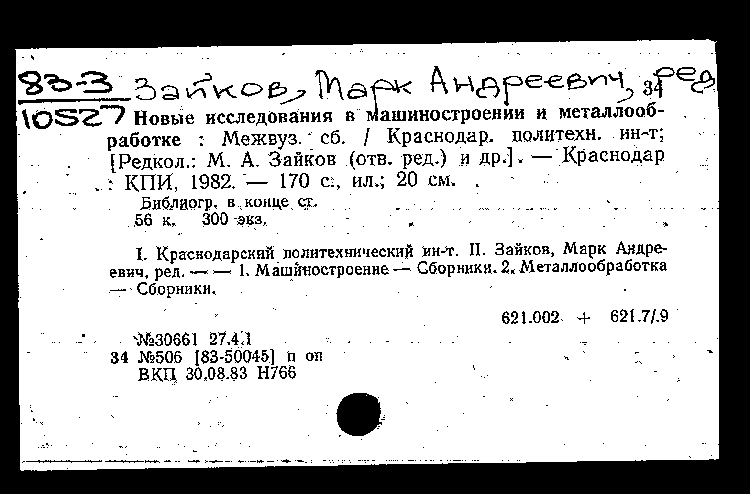 83-3 Зайков, Марк Андреевич, ред.
34
10527 Новые исследования в машиностроении и металлооб-
работке : Межвуз. сб. / Краснодар. политехн. ин-т;
[Редкол.: М. А. Зайков (отв. ред.) и др.]. — Краснодар
: КПИ, 1982. — 170 с., ил.; 20 см.
Библиогр. в конце ст.
56 к. 300 экз.
I. Краснодарский политехнический ин-т. II. Зайков, Марк Андре-
евич, ред. — — 1. Машиностроение — Сборники. 2. Металлообработка
— Сборники.
621.002 + 621.7/.9
№30661 27.4.1
34 №506 [83-50045] п оп
ВКП 30.08.83 Н766